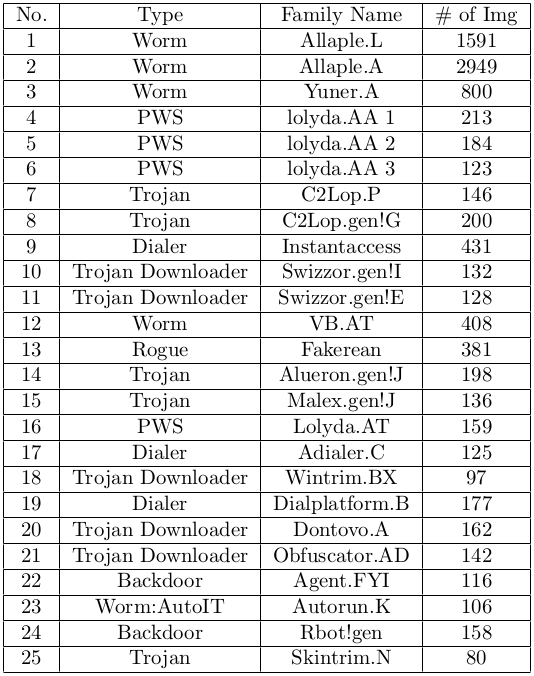 No. Type Family Name # of Img
1 Worm Allaple.L 1591
2 Worm Allaple.A 2949
3 Worm Yuner.A 800
4 PWS lolyda.AA 1 213
5 PWS lolyda.AA 2 184
6 PWS lolyda.AA 3 123
7 Trojan C2Lop.P 146
8 Trojan C2Lop.gen!G 200
9 Dialer Instantaccess 431
10 Trojan Downloader Swizzor.gen!I 132
11 Trojan Downloader Swizzor.gen!E 128
12 Worm VB.AT 408
13 Rogue Fakerean 381
14 Trojan Alueron.gen!J 198
15 Trojan Malex.gen!J 136
16 PWS Lolyda.AT 159
17 Dialer Adialer.C 125
18 Trojan Downloader Wintrim.BX 97
19 Dialer Dialplatform.B 177
20 Trojan Downloader Dontovo.A 162
21 Trojan Downloader Obfuscator.AD 142
22 Backdoor Agent.FYI 116
23 Worm:AutoIT Autorun.K 106
24 Backdoor Rbot!gen 158
25 Trojan Skintrim.N 80